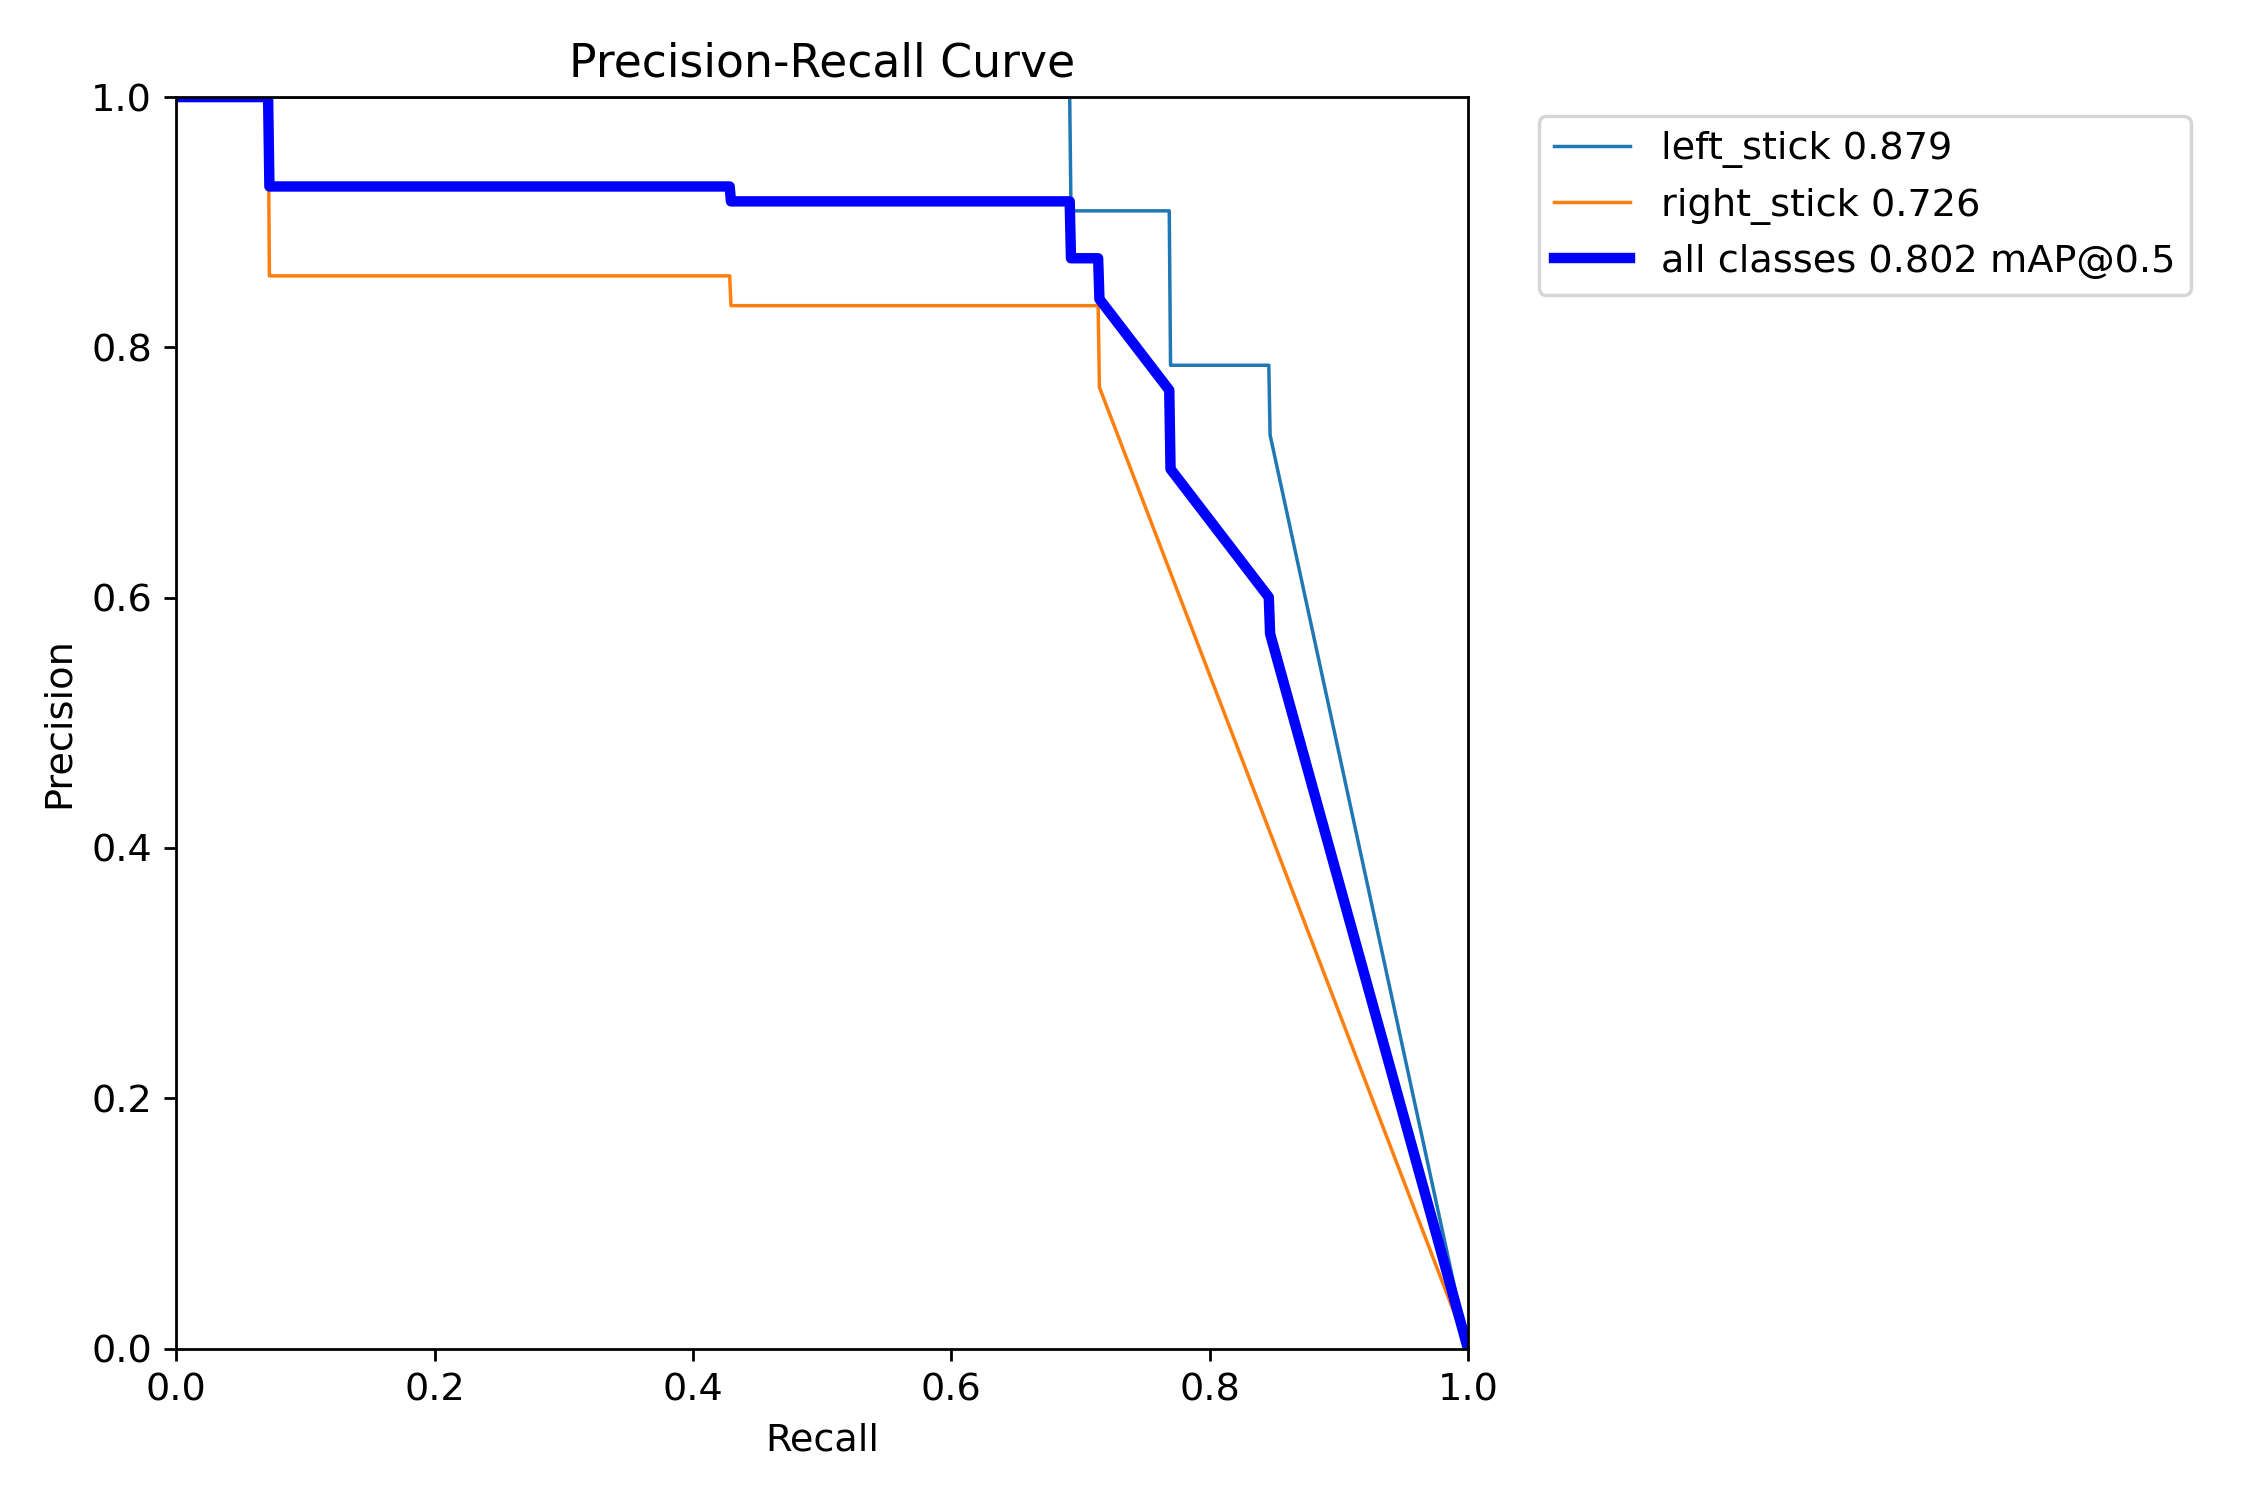 Precision-Recall Curve
left_stick 0.879
right_stick 0.726
all classes 0.802 mAP@0.5
Precision
1.0
0.8
0.6
0.4
0.2
0.0
0.0 0.2 0.4 0.6 0.8 1.0
Recall